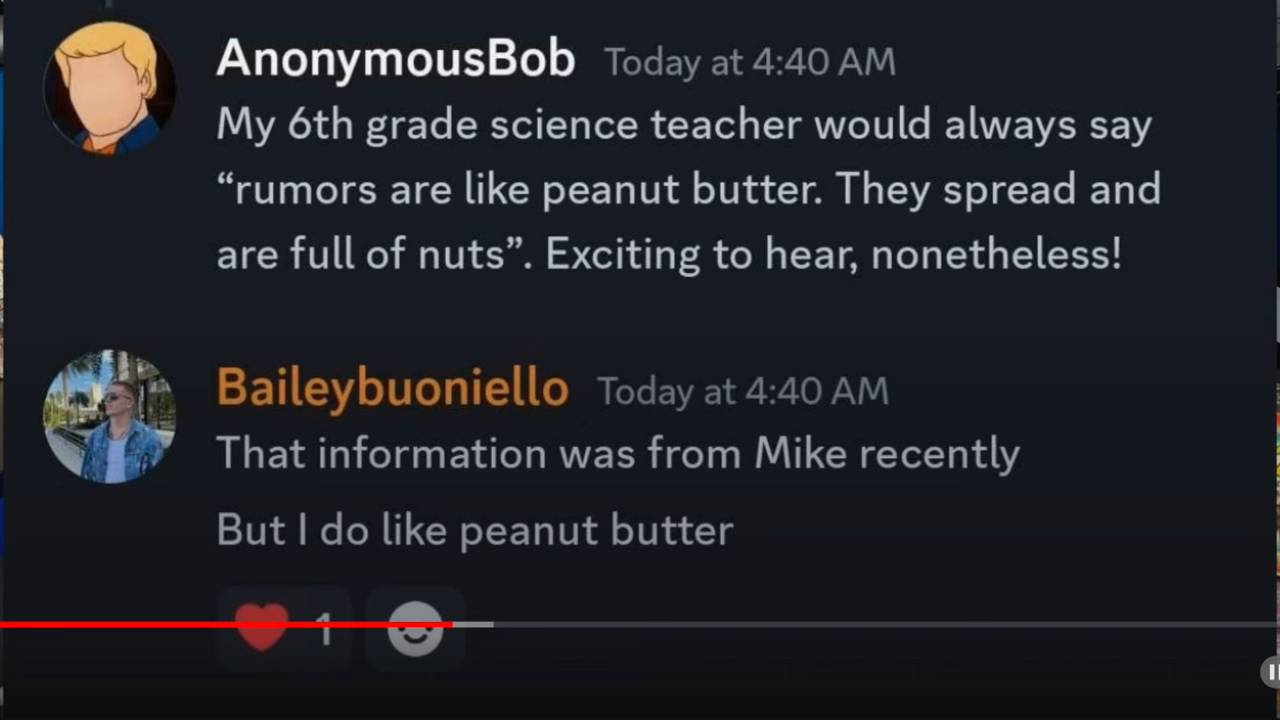 AnonymousBob Today at 4:40 AM
My 6th grade science teacher would always say
“rumors are like peanut butter. They spread and
are full of nuts”. Exciting to hear, nonetheless!
Baileybuoniello Today at 4:40 AM
That information was from Mike recently
But I do like peanut butter
1